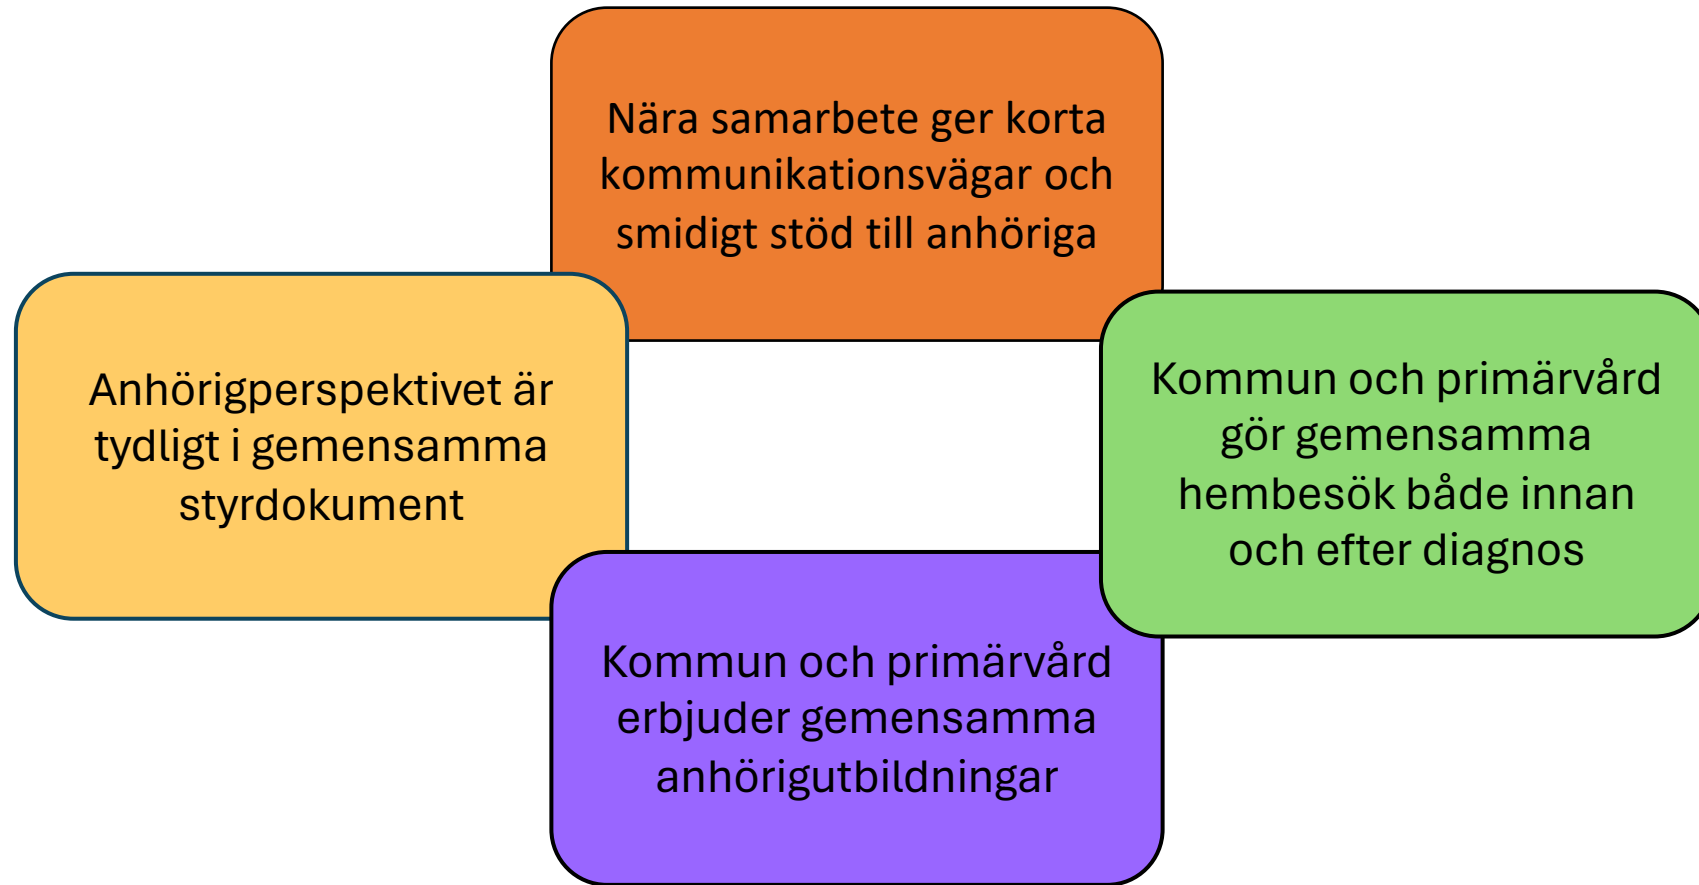 Nära samarbete ger korta
kommunikationsvägar och
smidigt stöd till anhöriga
Anhörigperspektivet är
tydligt i gemensamma
styrdokument
Kommun och primärvård
gör gemensamma
hembesök både innan
och efter diagnos
Kommun och primärvård
erbjuder gemensamma
anhörigutbildningar